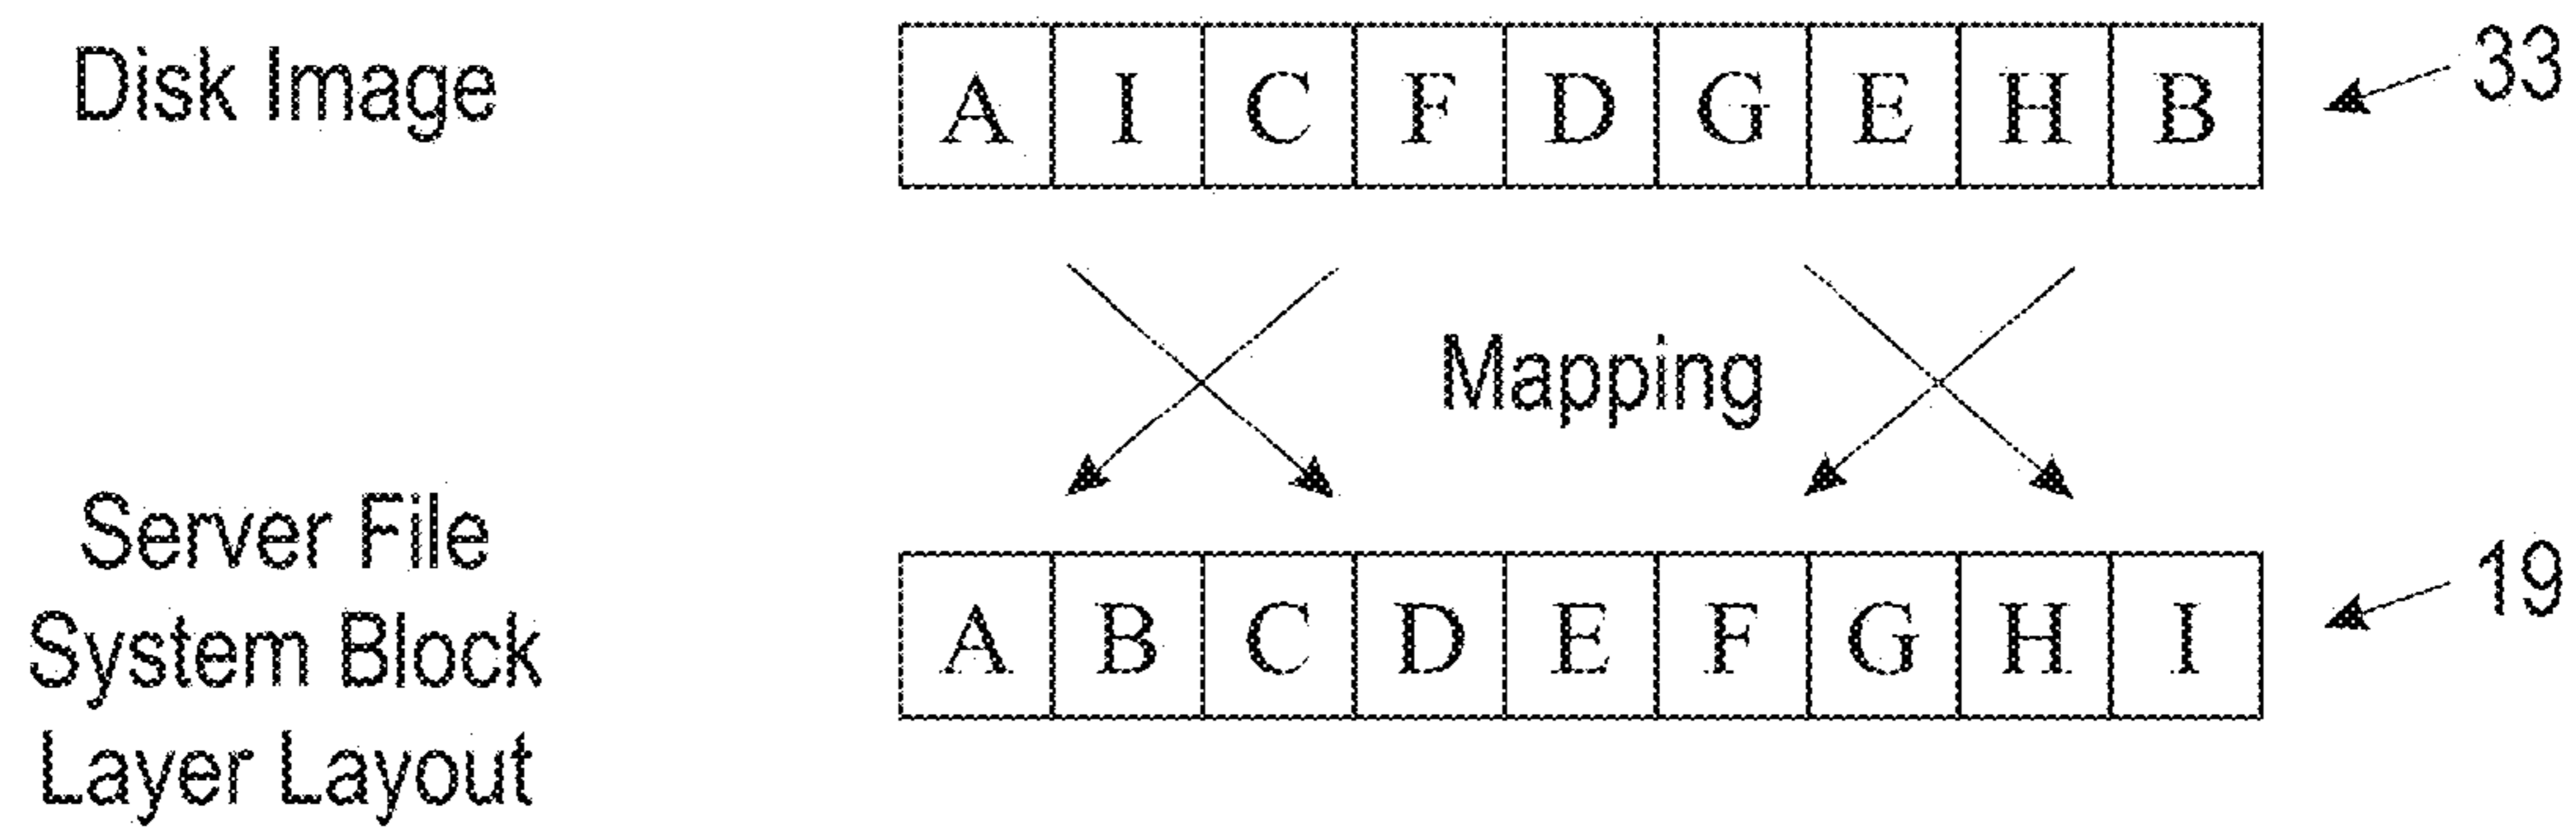 Disk Image A I C F D G E H B 33
Mapping
Server File
System Block A B C D E F G H I 19
Layer Layout